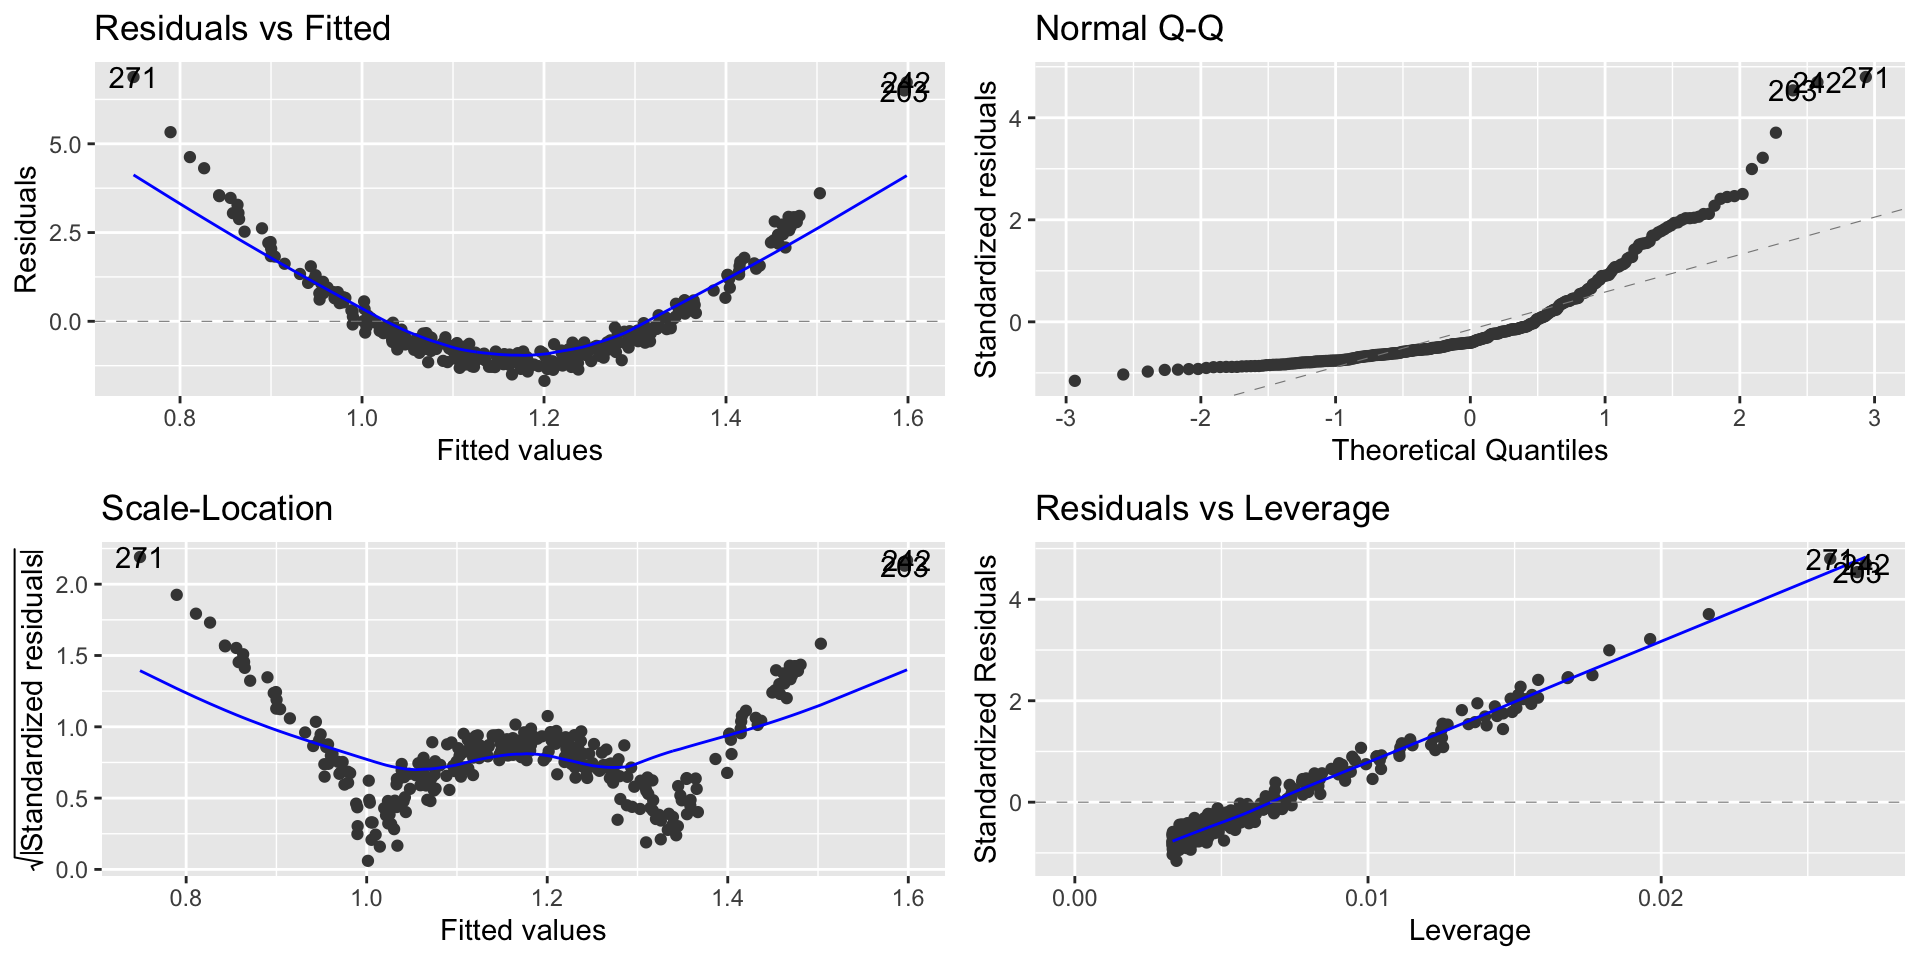 Residuals vs Fitted
271
242
263
5.0
2.5
0.0
Residuals
0.8 1.0 1.2 1.4 1.6
Fitted values
Normal Q-Q
263 242 271
4
2
0
Standardized residuals
-3 -2 -1 0 1 2 3
Theoretical Quantiles
Scale-Location
271
242
263
2.0
1.5
1.0
0.5
0.0
√|Standardized residuals|
0.8 1.0 1.2 1.4 1.6
Fitted values
Residuals vs Leverage
271 242
263
4
2
0
Standardized Residuals
0.00 0.01 0.02
Leverage